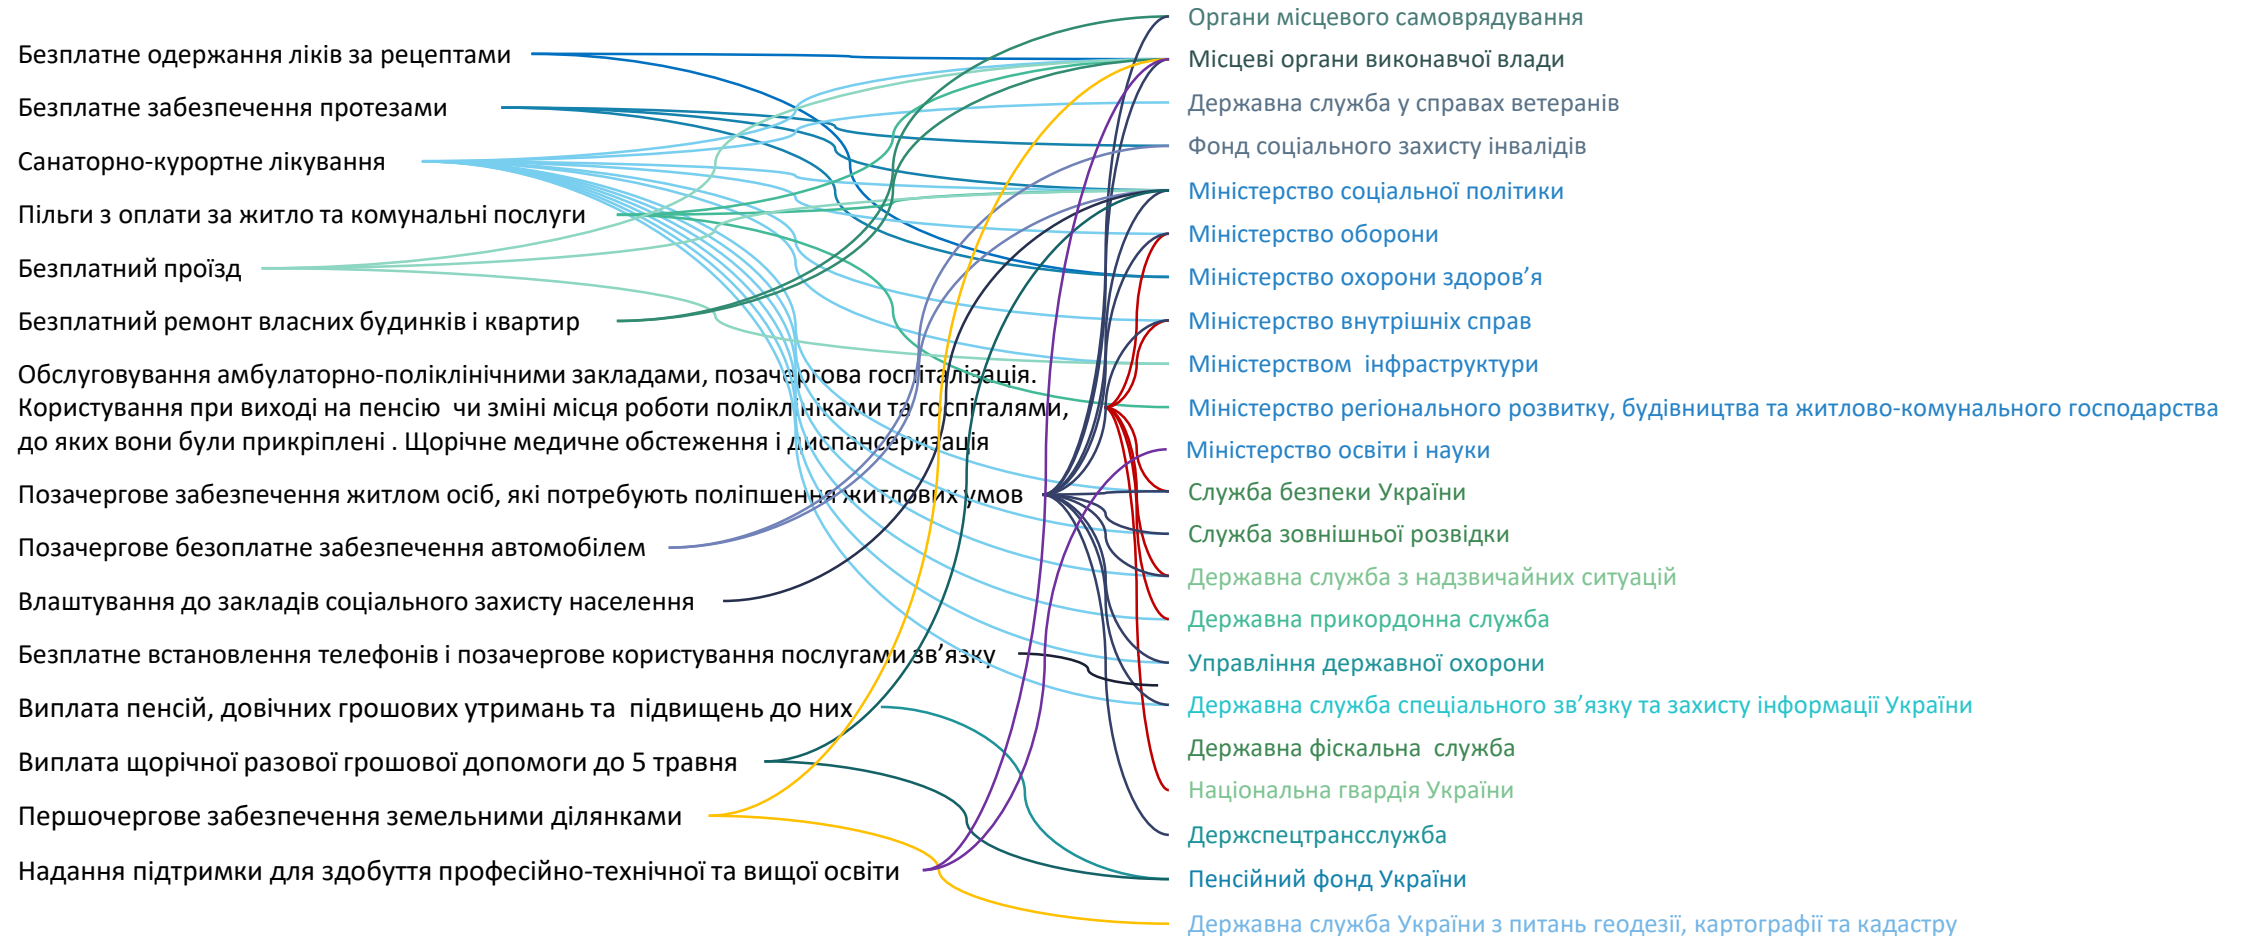 Безплатне одержання ліків за рецептами
Безплатне забезпечення протезами
Санаторно-курортне лікування
Пільги з оплати за житло та комунальні послуги
Безплатний проїзд
Безплатний ремонт власних будинків і квартир
Обслуговування амбулаторно-поліклінічними закладами, позачергова госпіталізація.
Користування при виході на пенсію чи зміні місця роботи поліклініками та госпіталями,
до яких вони були прикріплені . Щорічне медичне обстеження і диспансеризація
Позачергове забезпечення житлом осіб, які потребують поліпшення житлових умов
Позачергове безоплатне забезпечення автомобілем
Влаштування до закладів соціального захисту населення
Безплатне встановлення телефонів і позачергове користування послугами зв’язку
Виплата пенсій, довічних грошових утримань та підвищень до них
Виплата щорічної разової грошової допомоги до 5 травня
Першочергове забезпечення земельними ділянками
Надання підтримки для здобуття професійно-технічної та вищої освіти
Органи місцевого самоврядування
Місцеві органи виконавчої влади
Державна служба у справах ветеранів
Фонд соціального захисту інвалідів
Міністерство соціальної політики
Міністерство оборони
Міністерство охорони здоров’я
Міністерство внутрішніх справ
Міністерством інфраструктури
Міністерство регіонального розвитку, будівництва та житлово-комунального господарства
Міністерство освіти і науки
Служба безпеки України
Служба зовнішньої розвідки
Державна служба з надзвичайних ситуацій
Державна прикордонна служба
Управління державної охорони
Державна служба спеціального зв’язку та захисту інформації України
Державна фіскальна служба
Національна гвардія України
Держспецтрансслужба
Пенсійний фонд України
Державна служба України з питань геодезії, картографії та кадастру